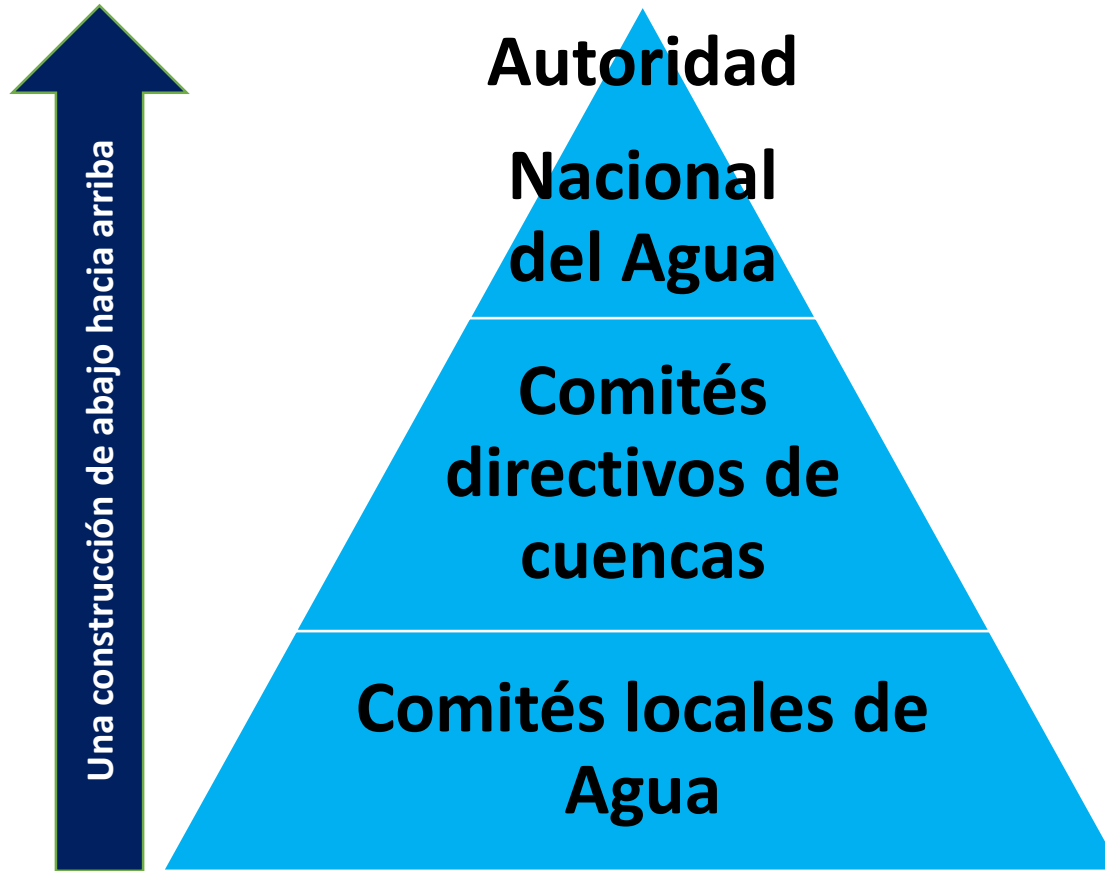 Una construcción de abajo hacia arriba
Autoridad
Nacional
del Agua
Comités
directivos de
cuencas
Comités locales de
Agua